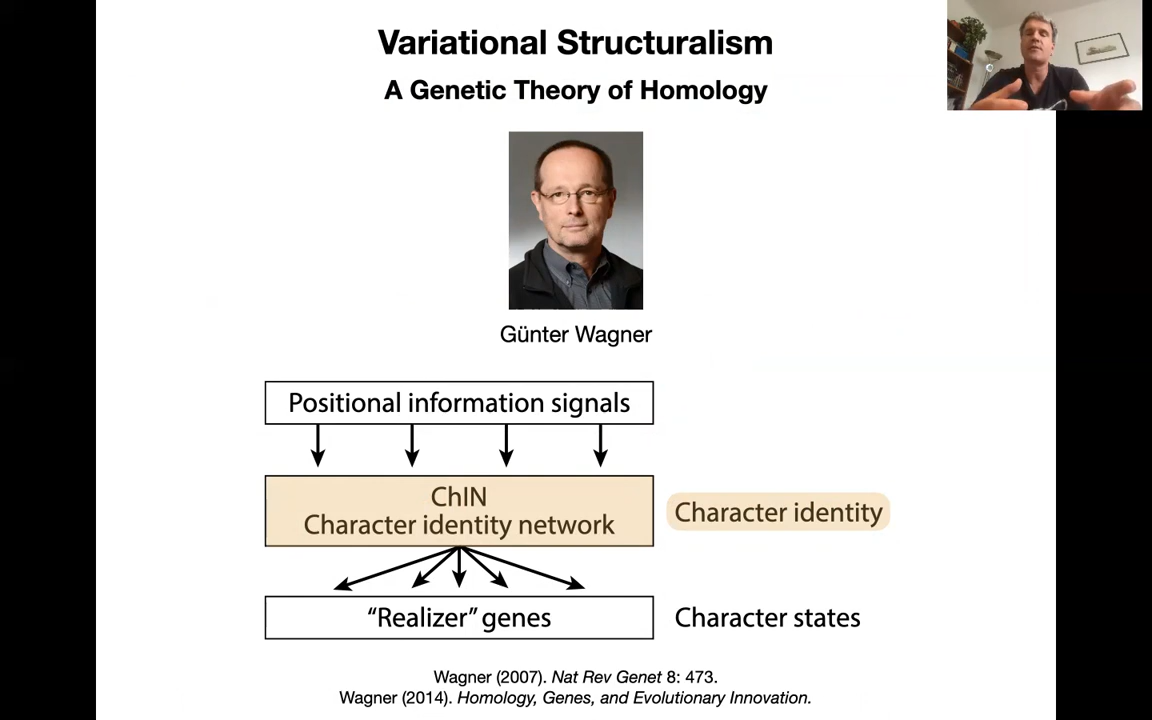 Variational Structuralism
A Genetic Theory of Homology
Günter Wagner
Positional information signals
ChIN
Character identity network
Character identity
“Realizer” genes
Character states
Wagner (2007). Nat Rev Genet 8: 473.
Wagner (2014). Homology, Genes, and Evolutionary Innovation.